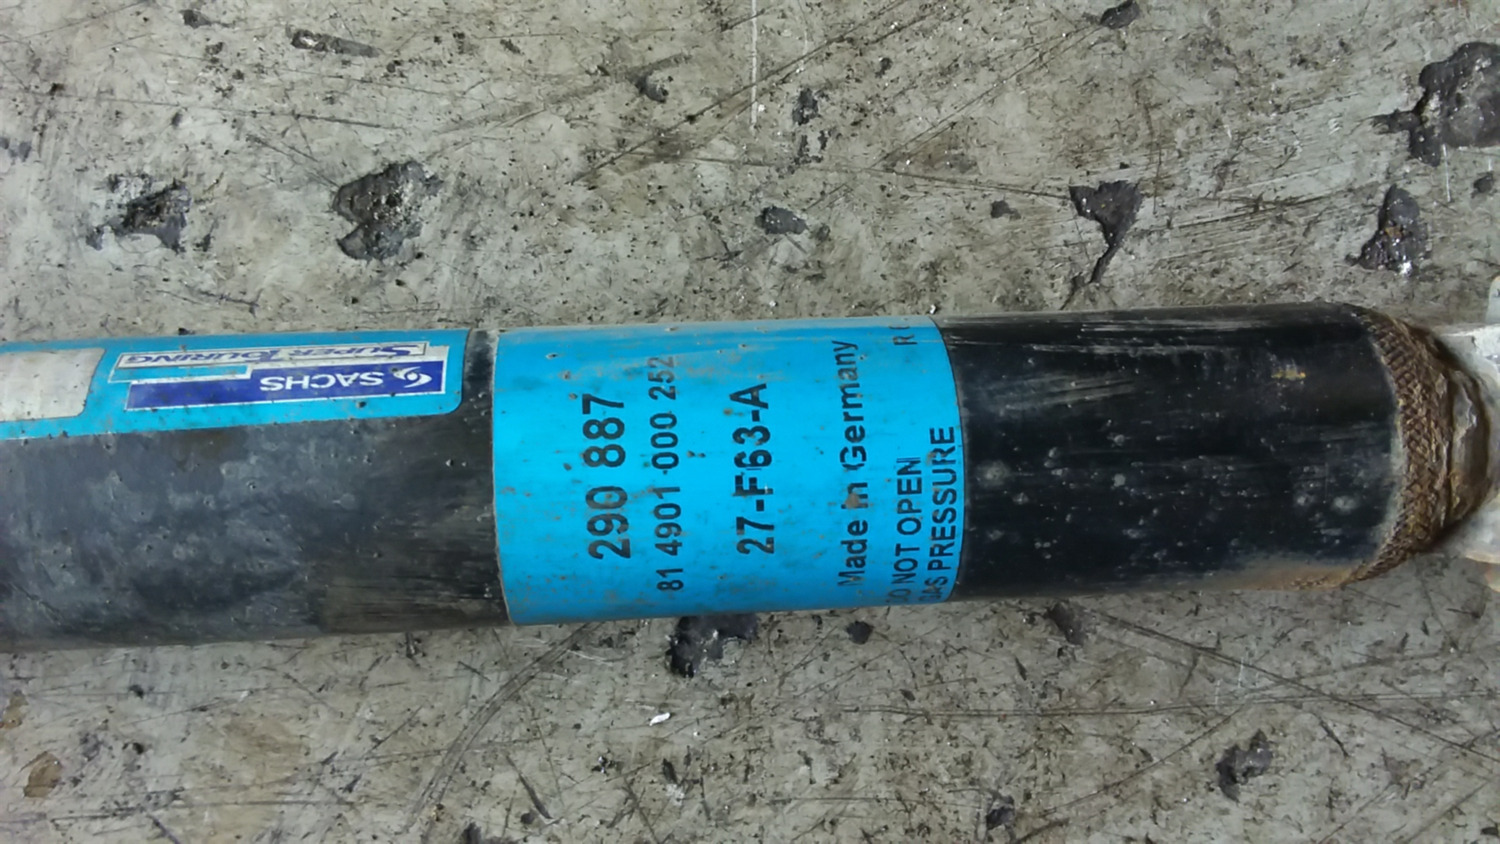 SUPER TOURING
SACHS
290 887
81 4901 000 252
27-F63-A
Made in Germany R
DO NOT OPEN
GAS PRESSURE